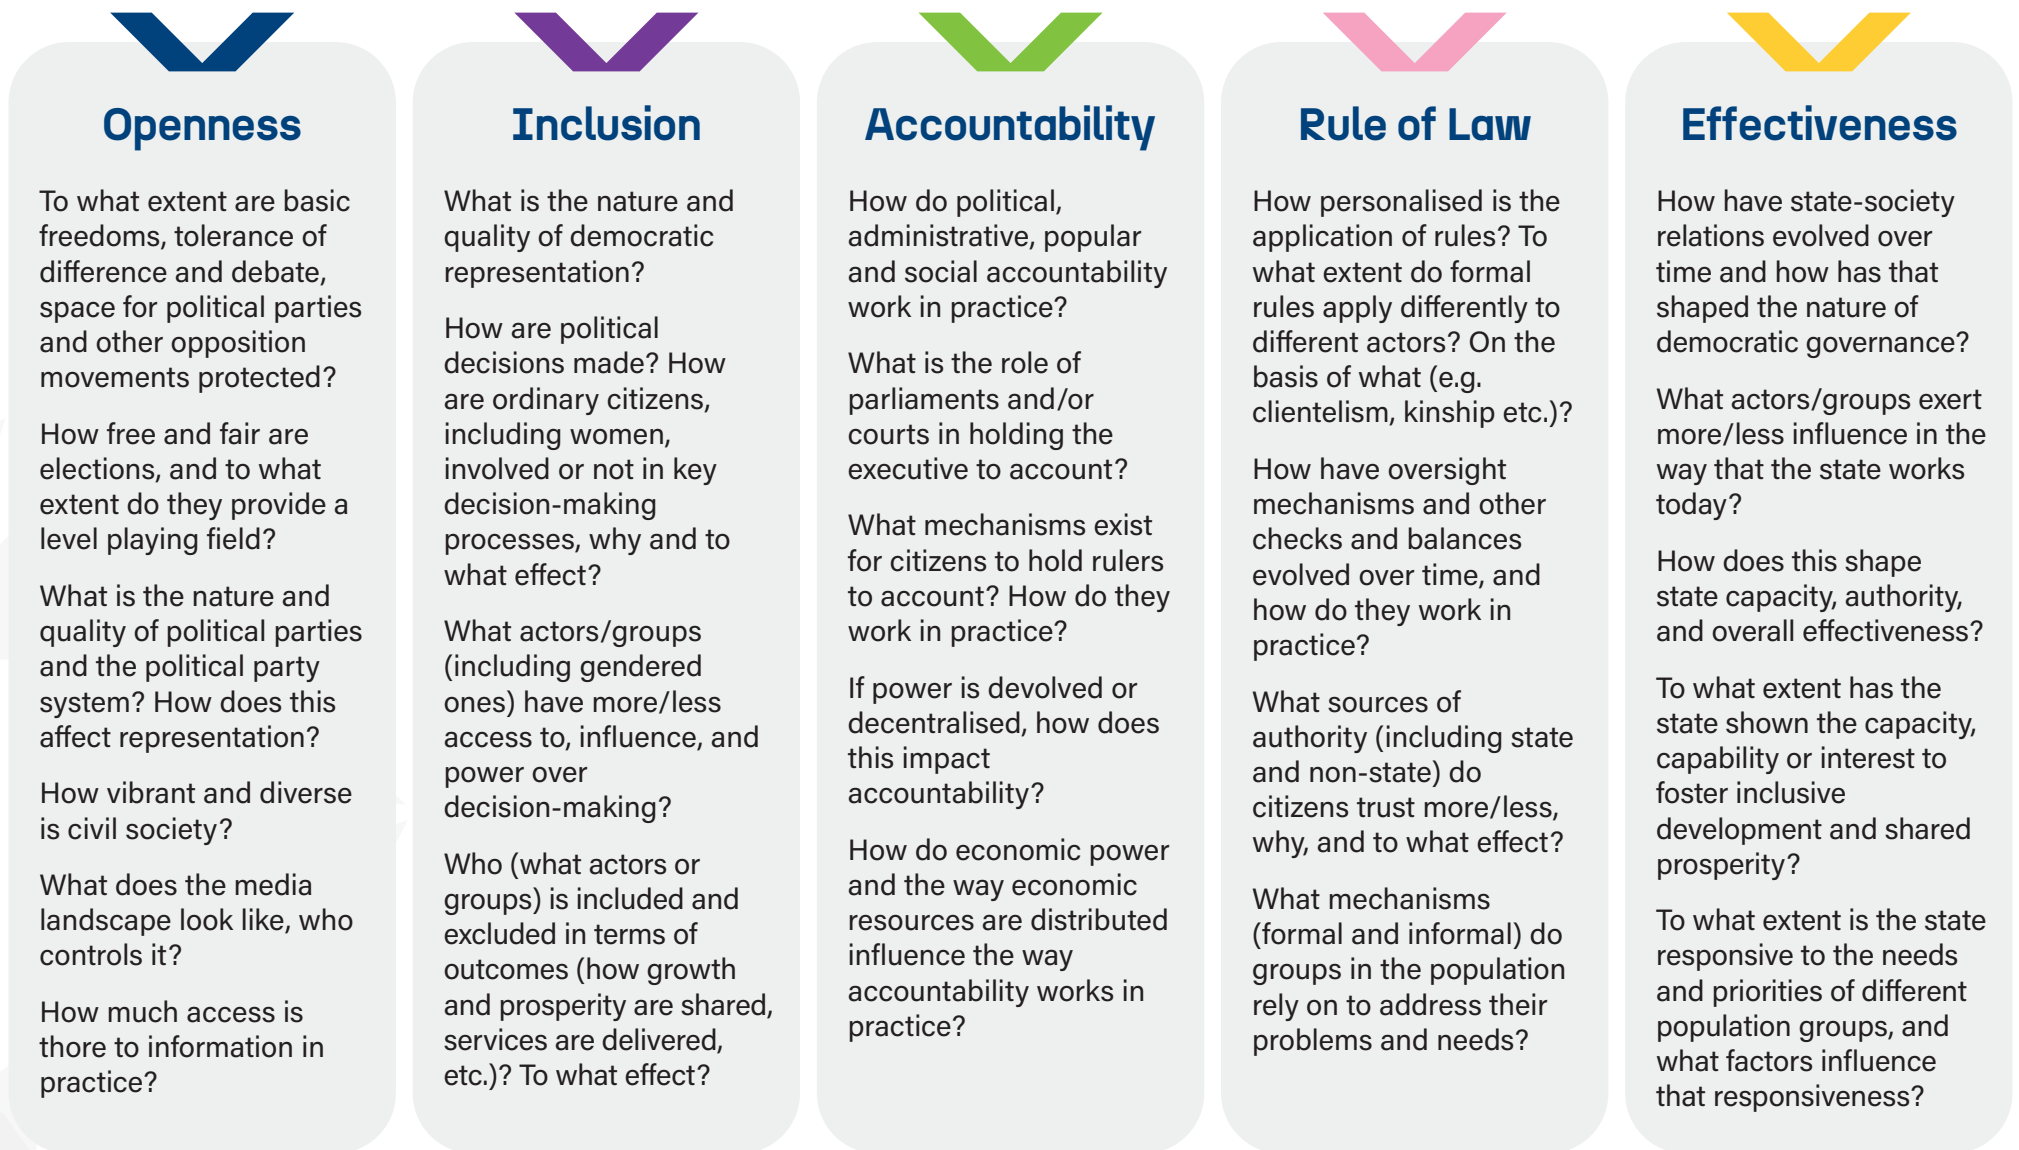 Openness
To what extent are basic
freedoms, tolerance of
difference and debate,
space for political parties
and other opposition
movements protected?
How free and fair are
elections, and to what
extent do they provide a
level playing field?
What is the nature and
quality of political parties
and the political party
system? How does this
affect representation?
How vibrant and diverse
is civil society?
What does the media
landscape look like, who
controls it?
How much access is
thore to information in
practice?
Inclusion
What is the nature and
quality of democratic
representation?
How are political
decisions made? How
are ordinary citizens,
including women,
involved or not in key
decision-making
processes, why and to
what effect?
What actors/groups
(including gendered
ones) have more/less
access to, influence, and
power over
decision-making?
Who (what actors or
groups) is included and
excluded in terms of
outcomes (how growth
and prosperity are shared,
services are delivered,
etc.)? To what effect?
Accountability
How do political,
administrative, popular
and social accountability
work in practice?
What is the role of
parliaments and/or
courts in holding the
executive to account?
What mechanisms exist
for citizens to hold rulers
to account? How do they
work in practice?
If power is devolved or
decentralised, how does
this impact
accountability?
How do economic power
and the way economic
resources are distributed
influence the way
accountability works in
practice?
Rule of Law
How personalised is the
application of rules? To
what extent do formal
rules apply differently to
different actors? On the
basis of what (e.g.
clientelism, kinship etc.)?
How have oversight
mechanisms and other
checks and balances
evolved over time, and
how do they work in
practice?
What sources of
authority (including state
and non-state) do
citizens trust more/less,
why, and to what effect?
What mechanisms
(formal and informal) do
groups in the population
rely on to address their
problems and needs?
Effectiveness
How have state-society
relations evolved over
time and how has that
shaped the nature of
democratic governance?
What actors/groups exert
more/less influence in the
way that the state works
today?
How does this shape
state capacity, authority,
and overall effectiveness?
To what extent has the
state shown the capacity,
capability or interest to
foster inclusive
development and shared
prosperity?
To what extent is the state
responsive to the needs
and priorities of different
population groups, and
what factors influence
that responsiveness?